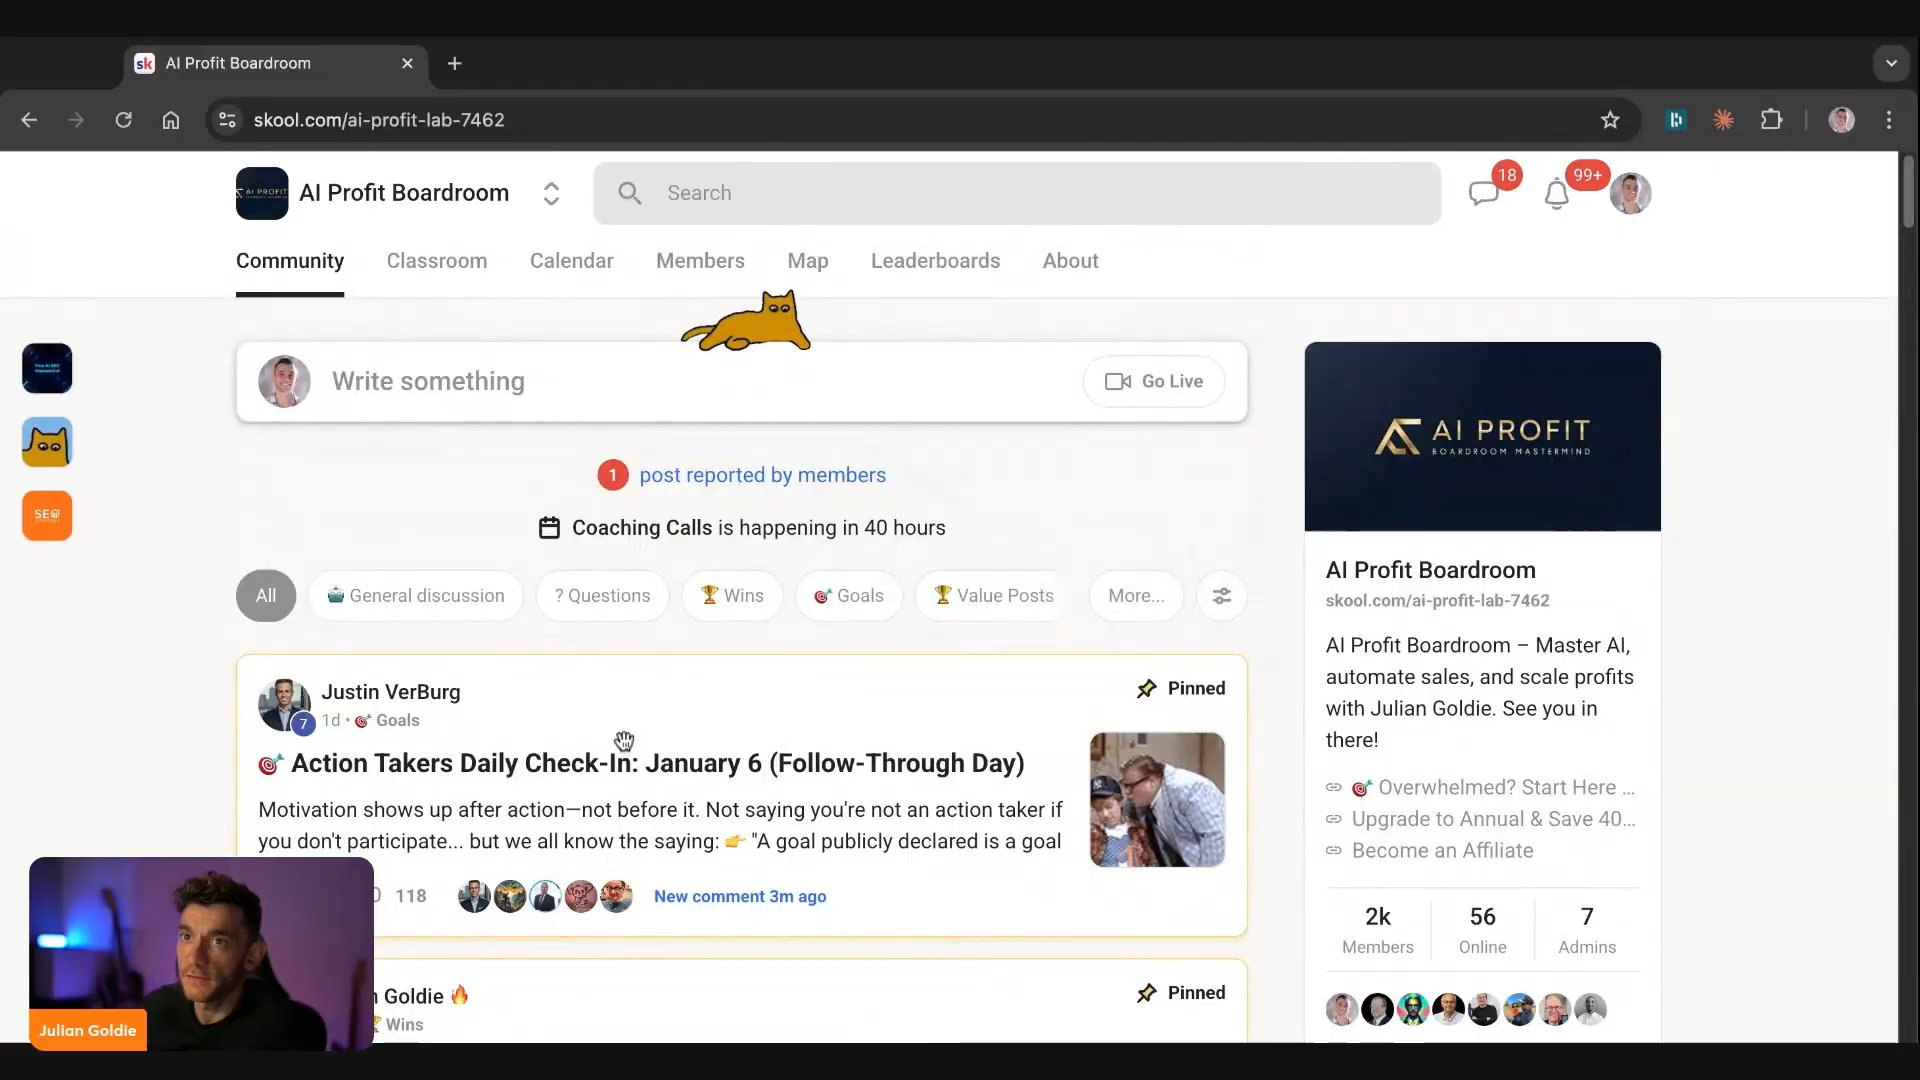 sk AI Profit Boardroom
skool.com/ai-profit-lab-7462
AI PROFIT
AI Profit Boardroom
Search
18
99+
Community
Classroom
Calendar
Members
Map
Leaderboards
About
Write something
Go Live
1 post reported by members
Coaching Calls is happening in 40 hours
All
General discussion
? Questions
Wins
Goals
Value Posts
More...
SEO
Justin VerBurg
7
1d • Goals
Pinned
Action Takers Daily Check-In: January 6 (Follow-Through Day)
Motivation shows up after action—not before it. Not saying you're not an action taker if
you don't participate... but we all know the saying: 👉 "A goal publicly declared is a goal
118
New comment 3m ago
Goldie 🔥
Wins
Pinned
Julian Goldie
AI PROFIT
BOARDROOM MASTERMIND
AI Profit Boardroom
skool.com/ai-profit-lab-7462
AI Profit Boardroom – Master AI,
automate sales, and scale profits
with Julian Goldie. See you in
there!
🎯 Overwhelmed? Start Here ...
Upgrade to Annual & Save 40...
Become an Affiliate
2k
Members
56
Online
7
Admins